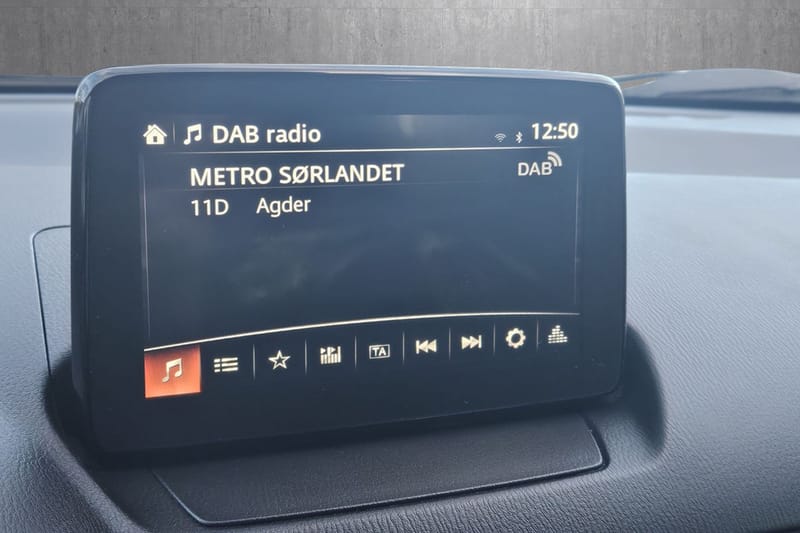 DAB radio 12:50
METRO SØRLANDET DAB
11D Agder
TA